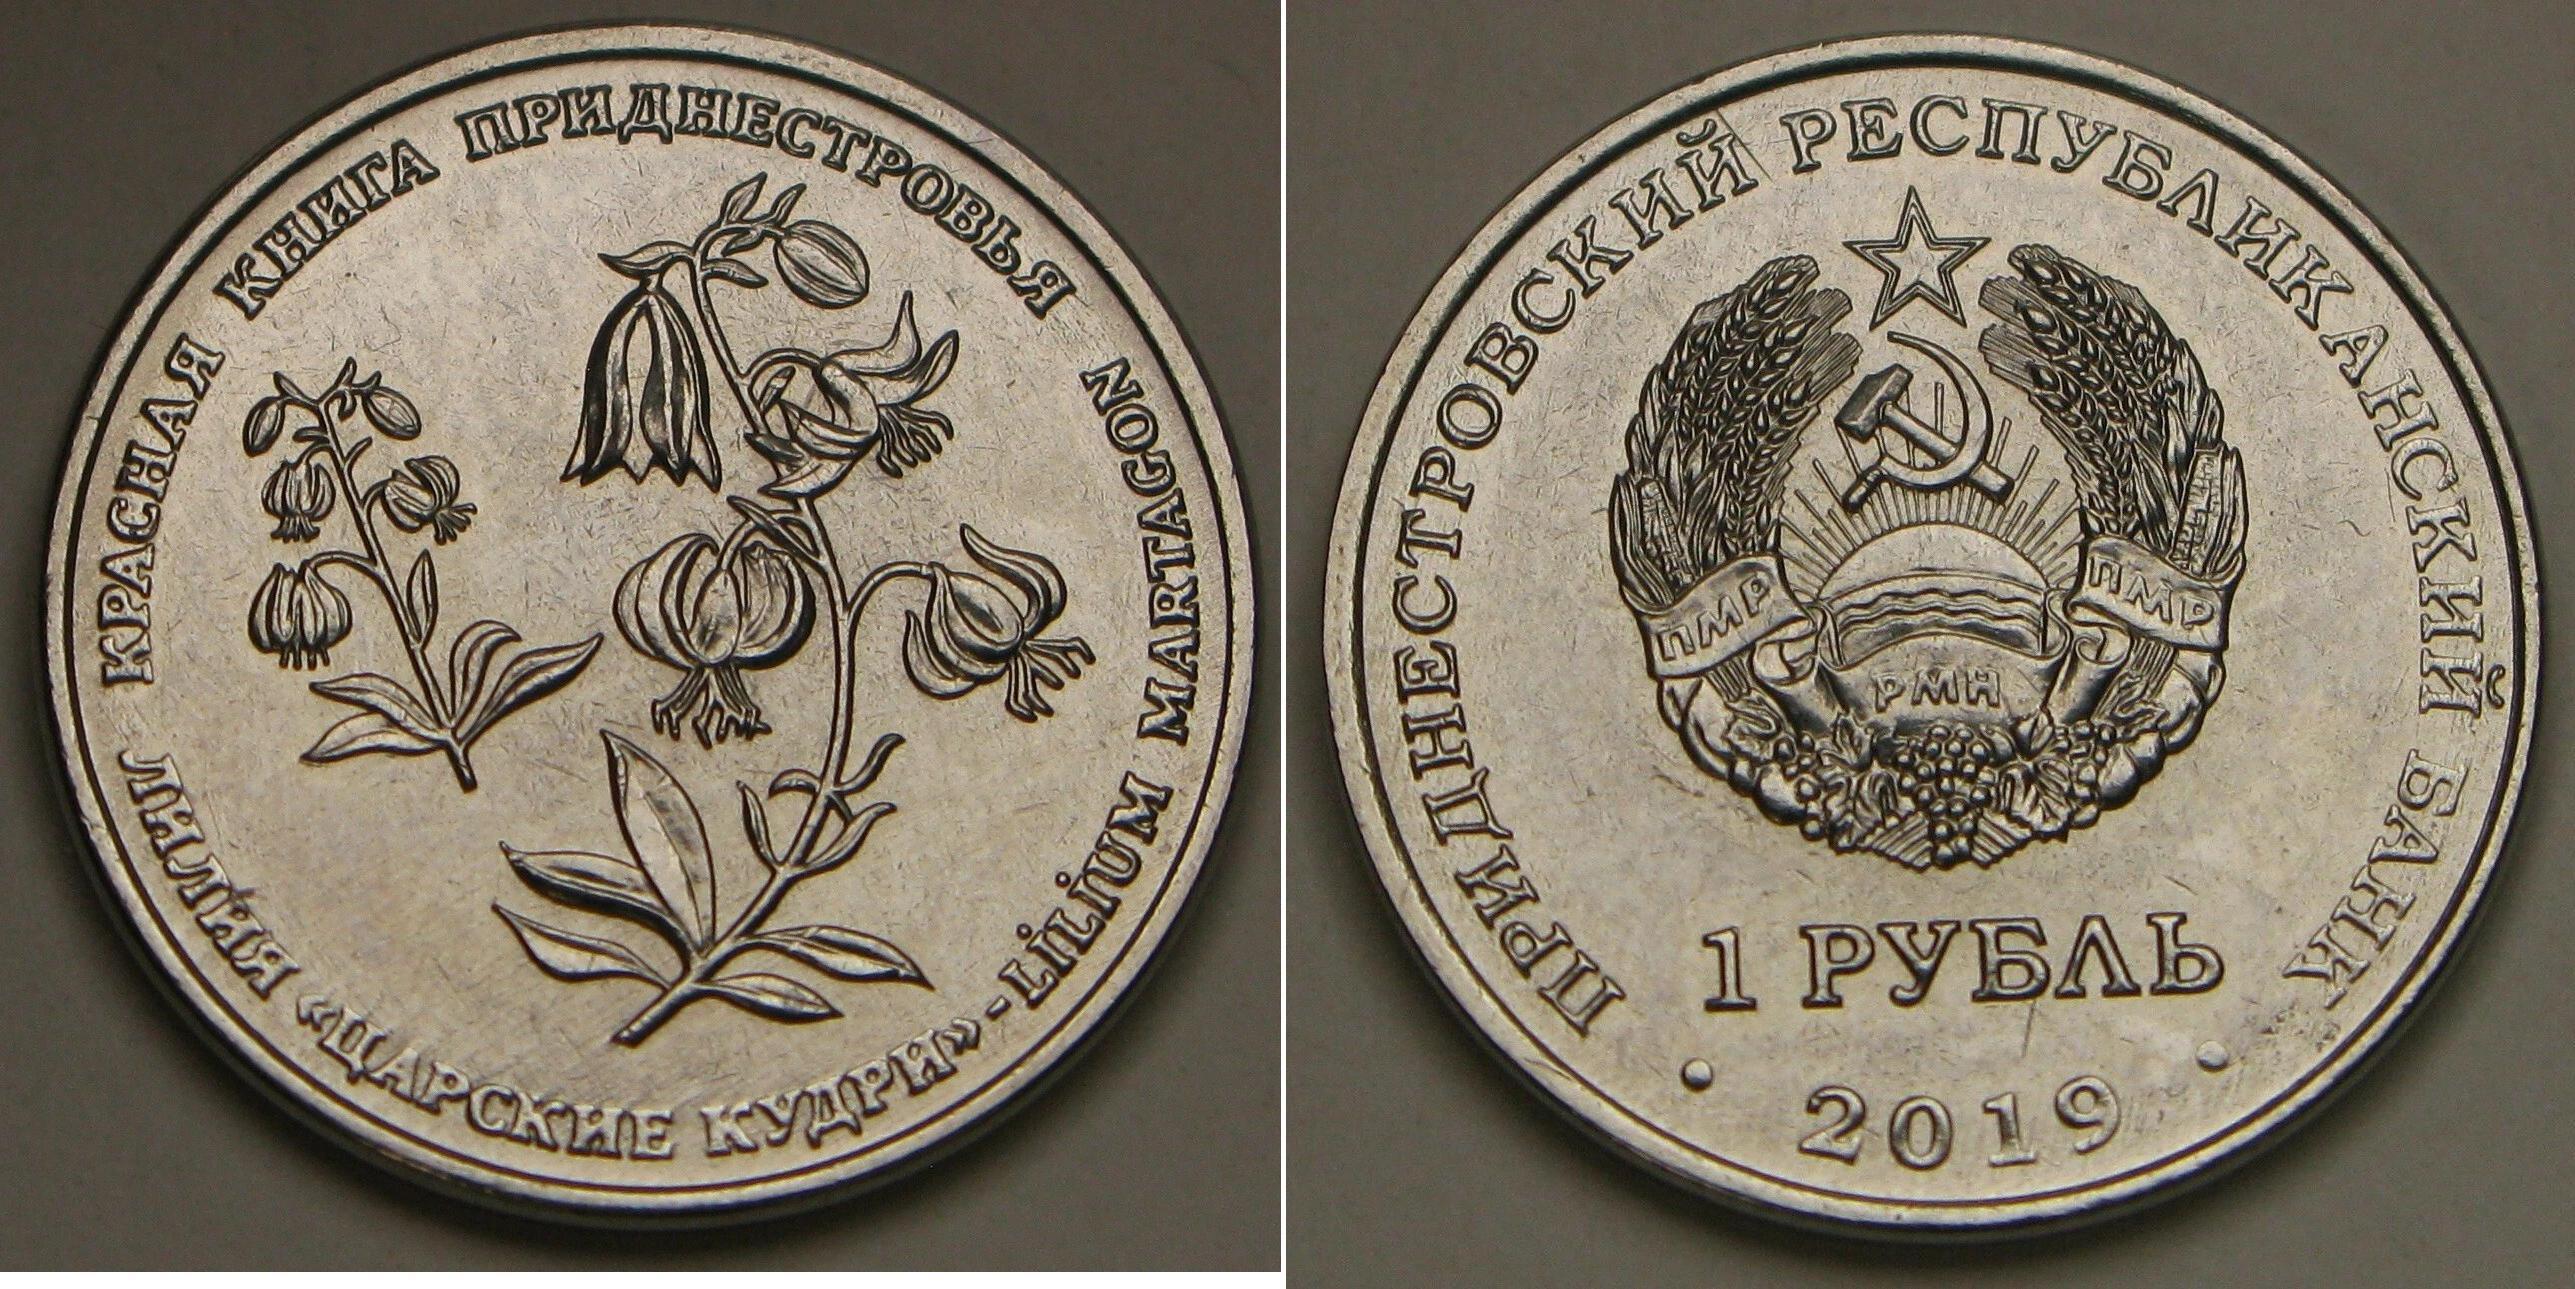 КРАСНАЯ КНИГА ПРИДНЕСТРОВЬЯ
ЛИЛИЯ «ЦАРСКИЕ КУДРИ» - LILIUM MARTAGON
ПРИДНЕСТРОВСКИЙ РЕСПУБЛИКАНСКИЙ БАНК
ПМР
ПМР
РМН
1 РУБЛЬ
• 2019 •